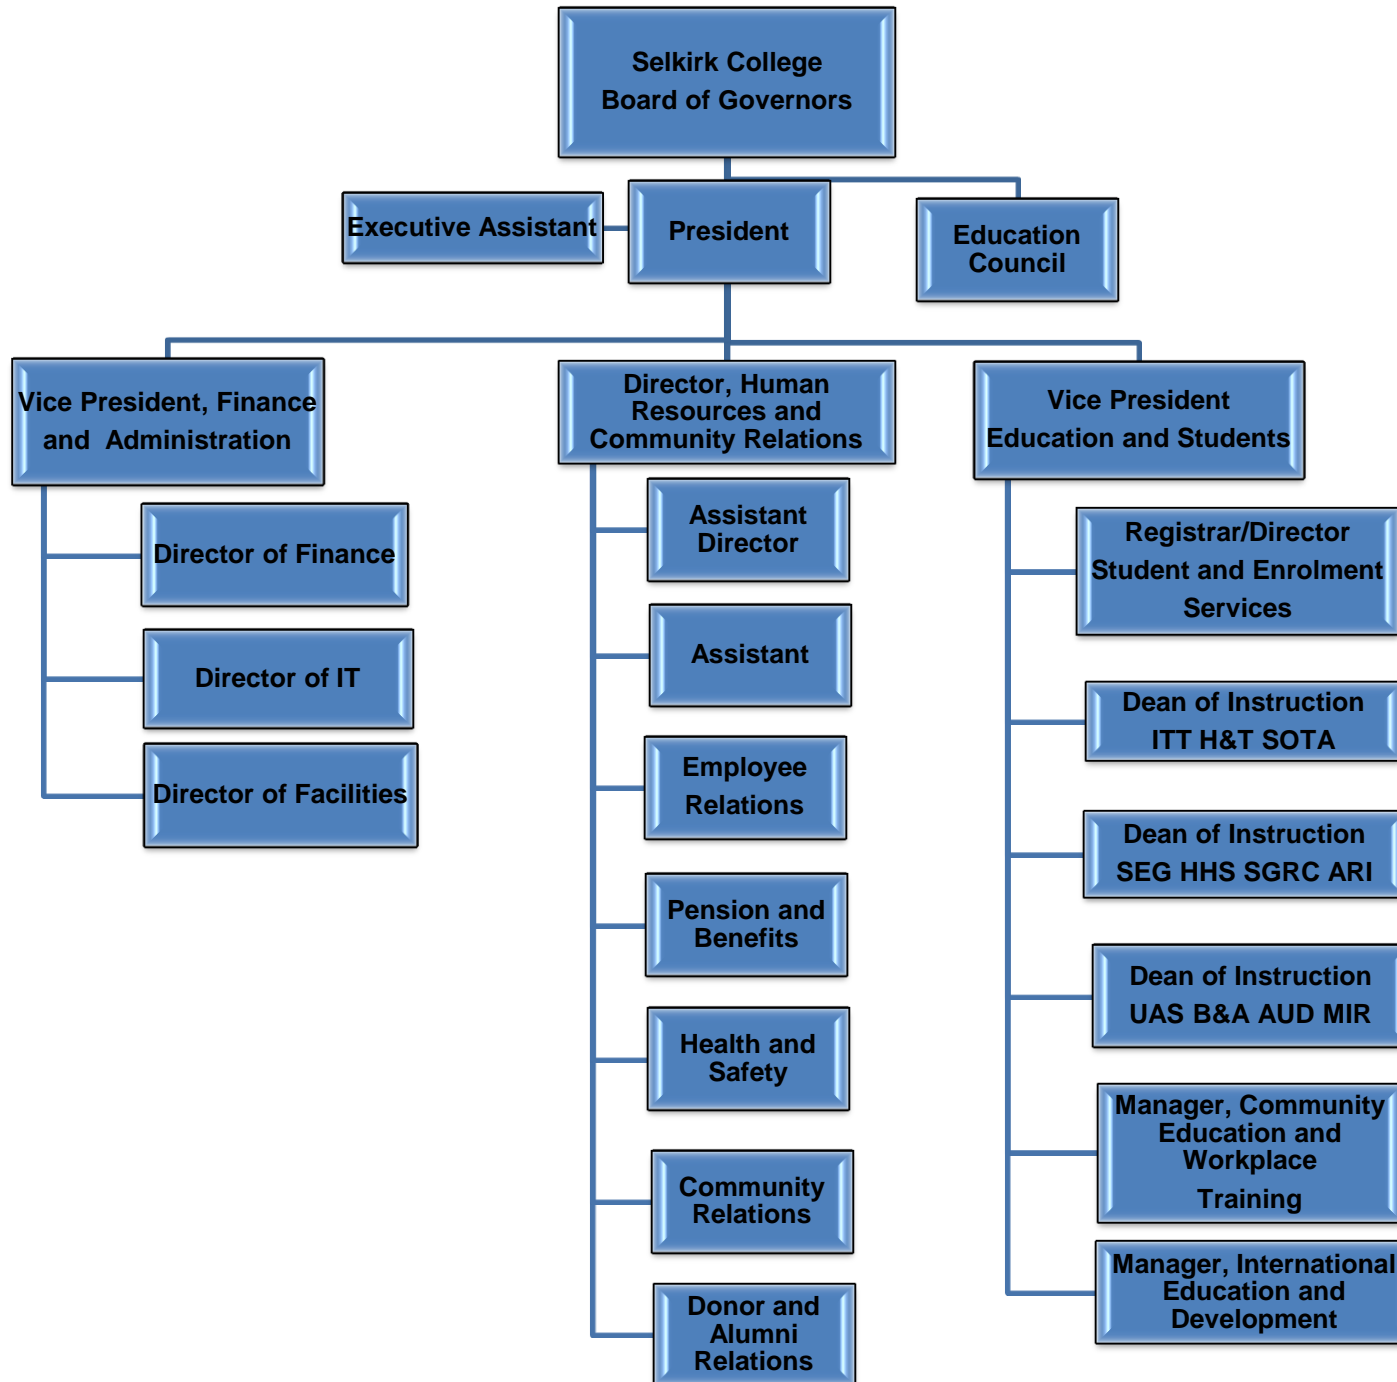 Selkirk College
Board of Governors
Executive Assistant
President
Education
Council
Vice President, Finance
and Administration
Director of Finance
Director of IT
Director of Facilities
Director, Human
Resources and
Community Relations
Assistant
Director
Assistant
Employee
Relations
Pension and
Benefits
Health and
Safety
Community
Relations
Donor and
Alumni
Relations
Vice President
Education and Students
Registrar/Director
Student and Enrolment
Services
Dean of Instruction
ITT H&T SOTA
Dean of Instruction
SEG HHS SGRC ARI
Dean of Instruction
UAS B&A AUD MIR
Manager, Community
Education and
Workplace
Training
Manager, International
Education and
Development